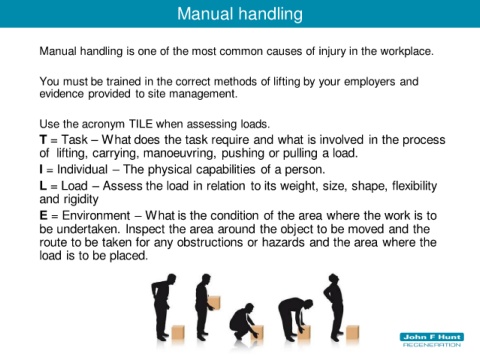 Manual handling
Manual handling is one of the most common causes of injury in the workplace.
You must be trained in the correct methods of lifting by your employers and
evidence provided to site management.
Use the acronym TILE when assessing loads.
T = Task – What does the task require and what is involved in the process
of lifting, carrying, manoeuvring, pushing or pulling a load.
I = Individual – The physical capabilities of a person.
L = Load – Assess the load in relation to its weight, size, shape, flexibility
and rigidity
E = Environment – What is the condition of the area where the work is to
be undertaken. Inspect the area around the object to be moved and the
route to be taken for any obstructions or hazards and the area where the
load is to be placed.
John F Hunt
REGENERATION